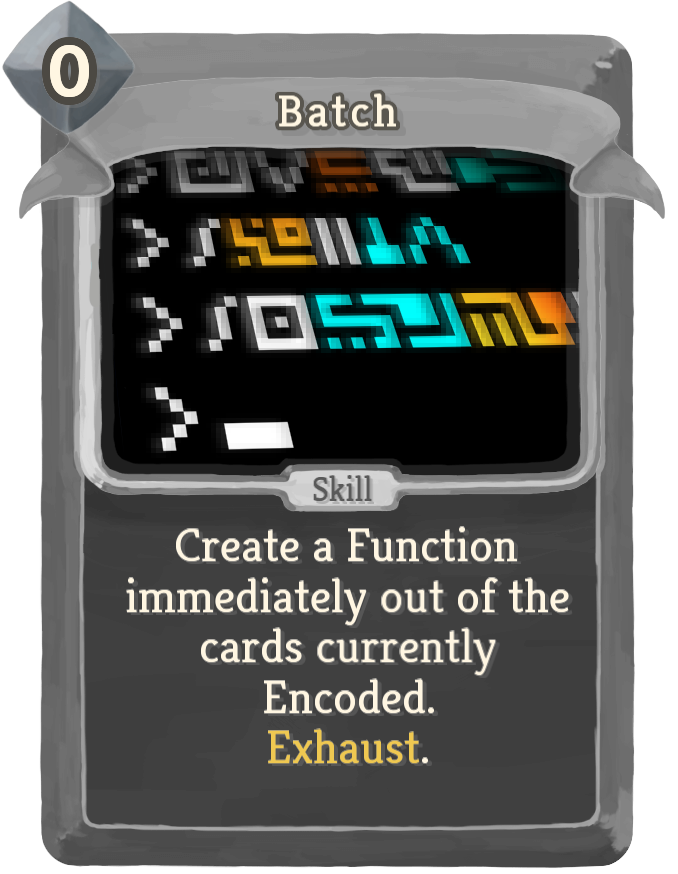 0
Batch
Skill
Create a Function
immediately out of the
cards currently
Encoded.
Exhaust.